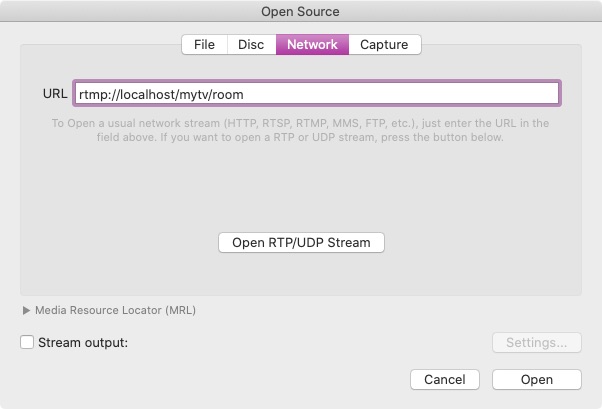 Open Source
File Disc Network Capture
URL rtmp://localhost/mytv/room
To Open a usual network stream (HTTP, RTSP, RTMP, MMS, FTP, etc.), just enter the URL in the
field above. If you want to open a RTP or UDP stream, press the button below.
Open RTP/UDP Stream
Media Resource Locator (MRL)
Stream output: Settings...
Cancel Open